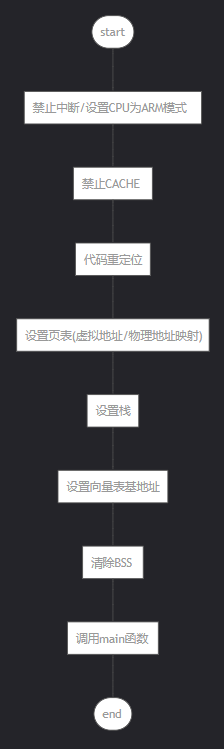 start
禁止中断/设置CPU为ARM模式
禁止CACHE
代码重定位
设置页表(虚拟地址/物理地址映射)
设置栈
设置向量表基地址
清除BSS
调用main函数
end